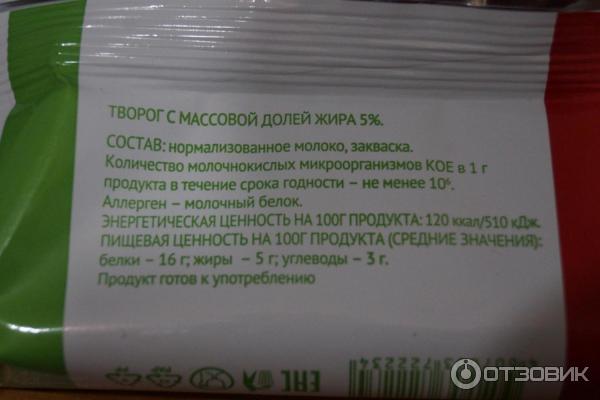 ТВОРОГ С МАССОВОЙ ДОЛЕЙ ЖИРА 5%.
СОСТАВ: нормализованное молоко, закваска.
Количество молочнокислых микроорганизмов КОЕ в 1 г
продукта в течение срока годности – не менее 10⁶.
Аллерген – молочный белок.
ЭНЕРГЕТИЧЕСКАЯ ЦЕННОСТЬ НА 100Г ПРОДУКТА: 120 ккал/510 кДж.
ПИЩЕВАЯ ЦЕННОСТЬ НА 100Г ПРОДУКТА (СРЕДНИЕ ЗНАЧЕНИЯ):
белки – 16 г; жиры – 5 г; углеводы – 3 г.
Продукт готов к употреблению
EAC
ОТЗОВИК